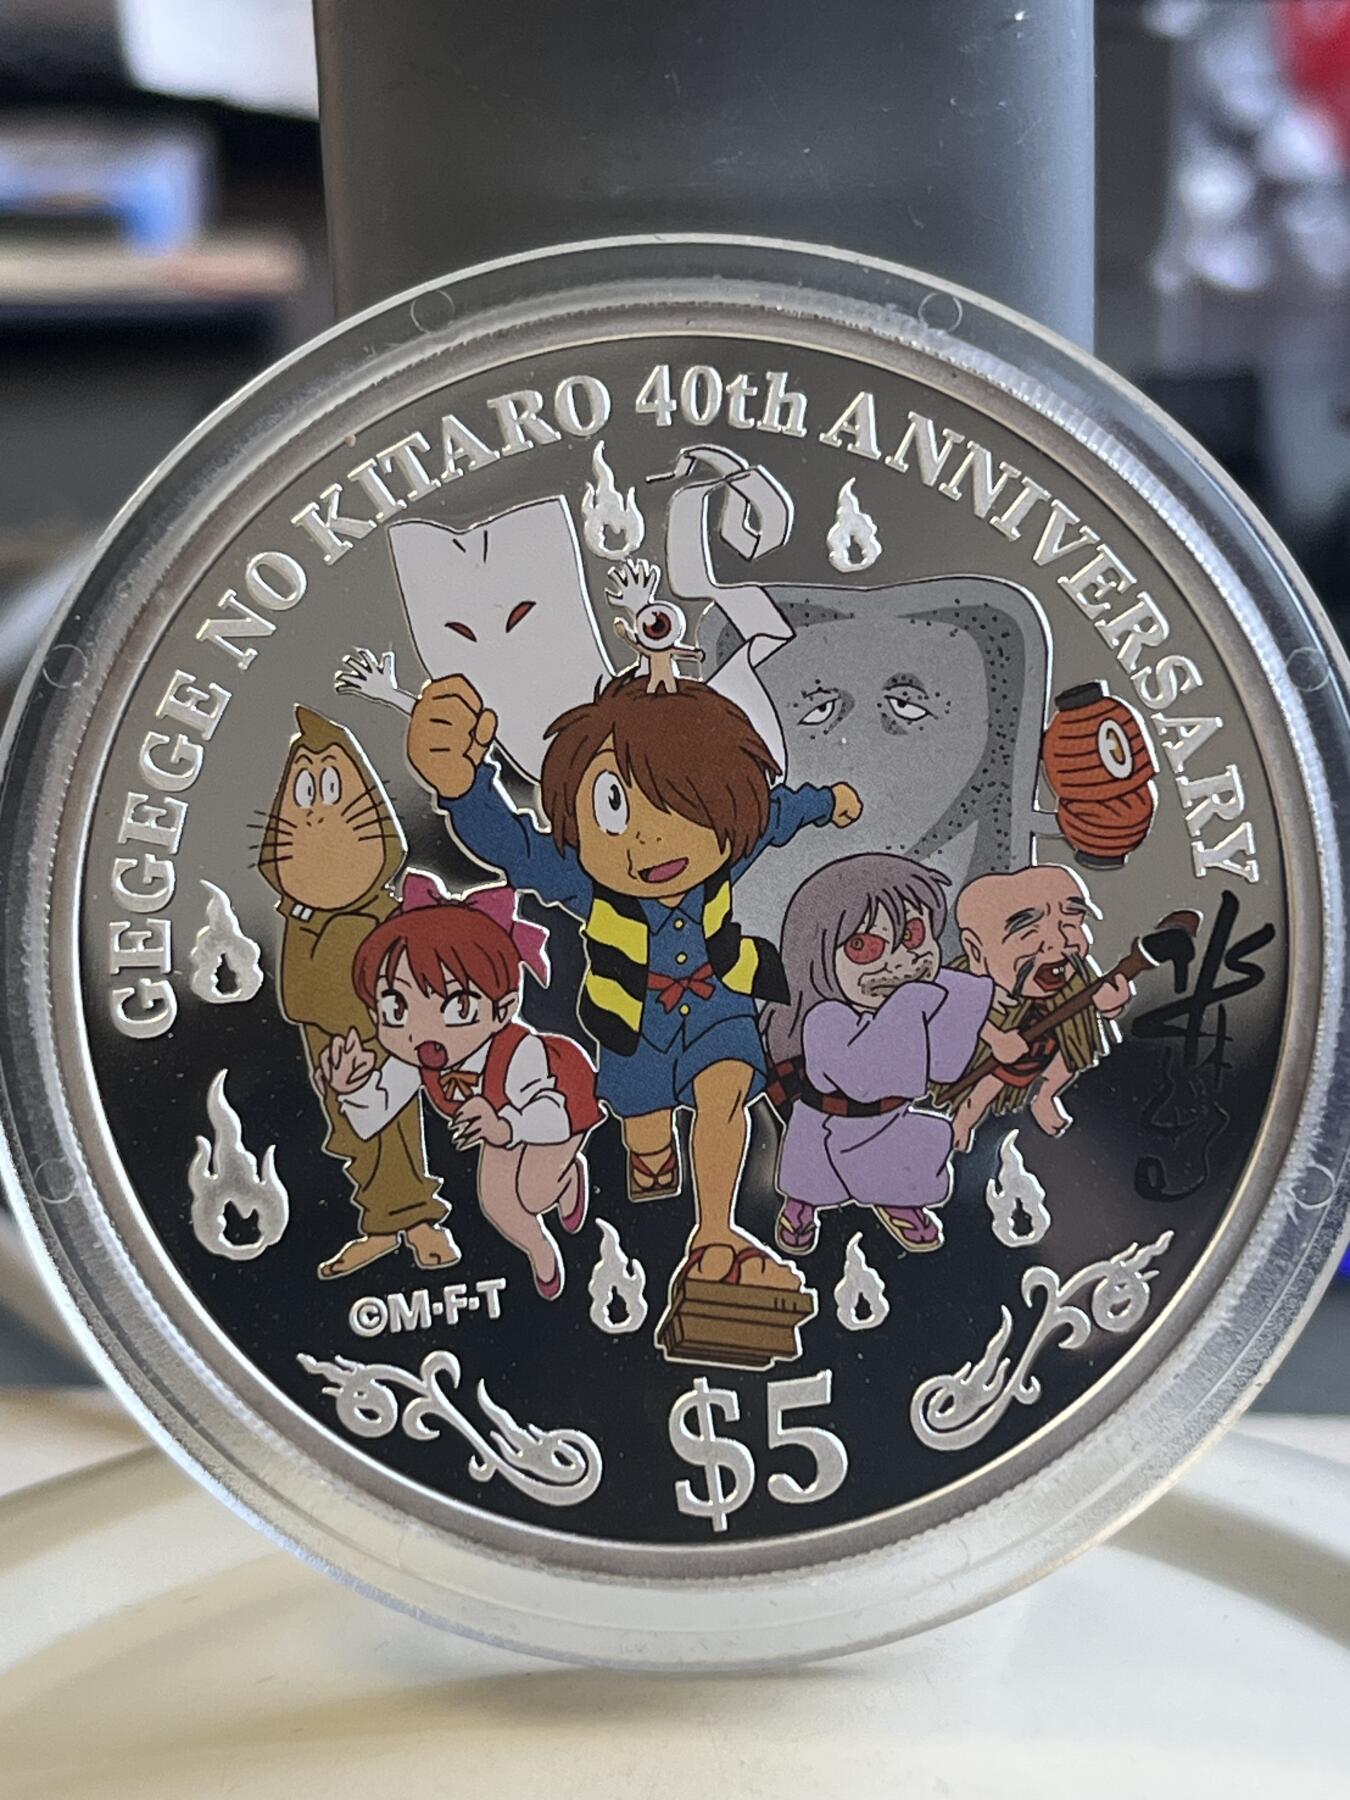 GEGEGE NO KITARO 40th ANNIVERSARY
©M·F·T
$5